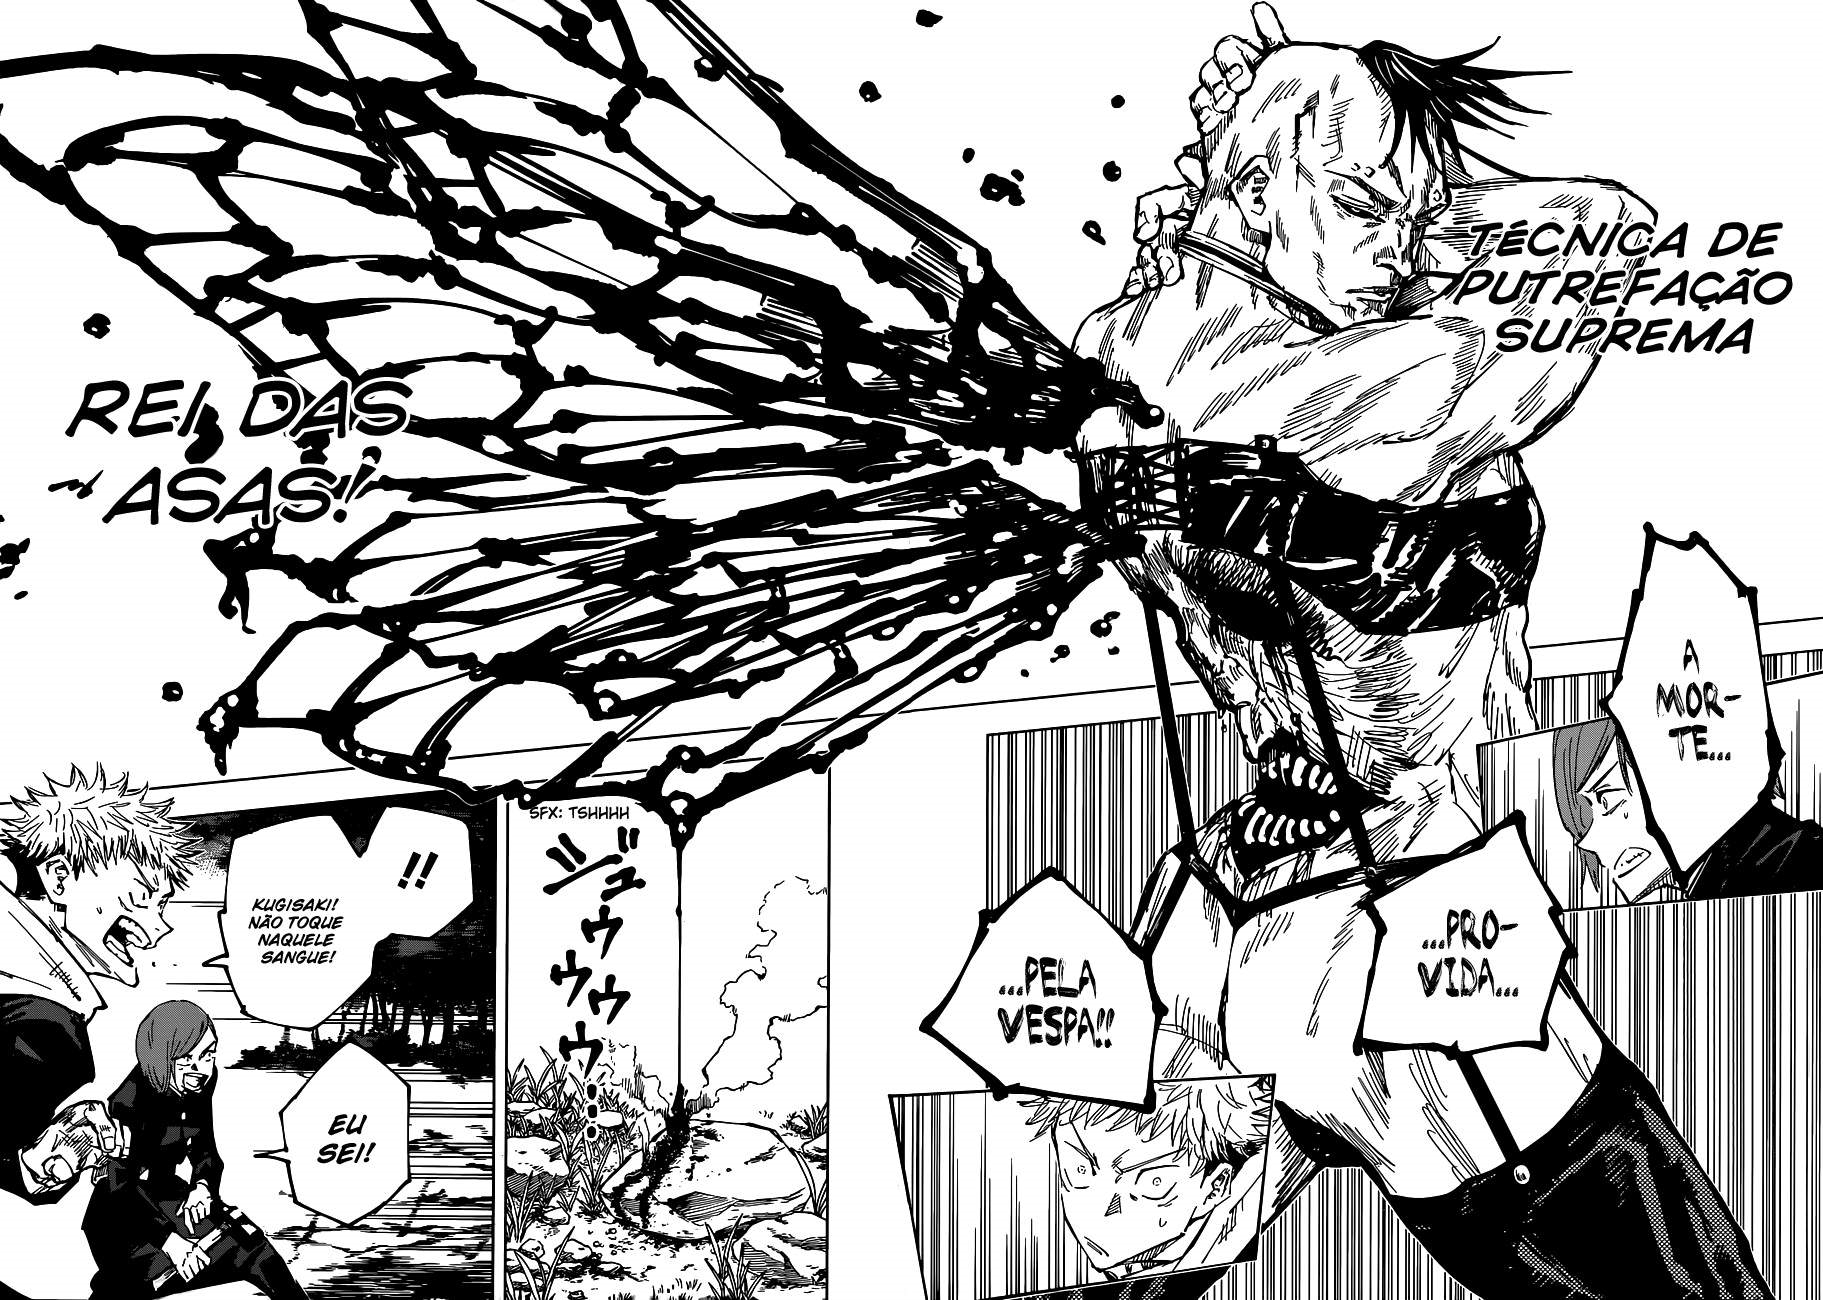 TÉCNICA DE
PUTREFAÇÃO
SUPREMA
REI DAS
ASAS!
A
MOR-
TE...
...PRO-
VIDA...
...PELA
VESPA!!
SFX: TSHHHH
ジュ
ウ
ウウ
ウ
...
!!
KUGISAKI!
NÃO TOQUE
NAQUELE
SANGUE!
EU
SEI!